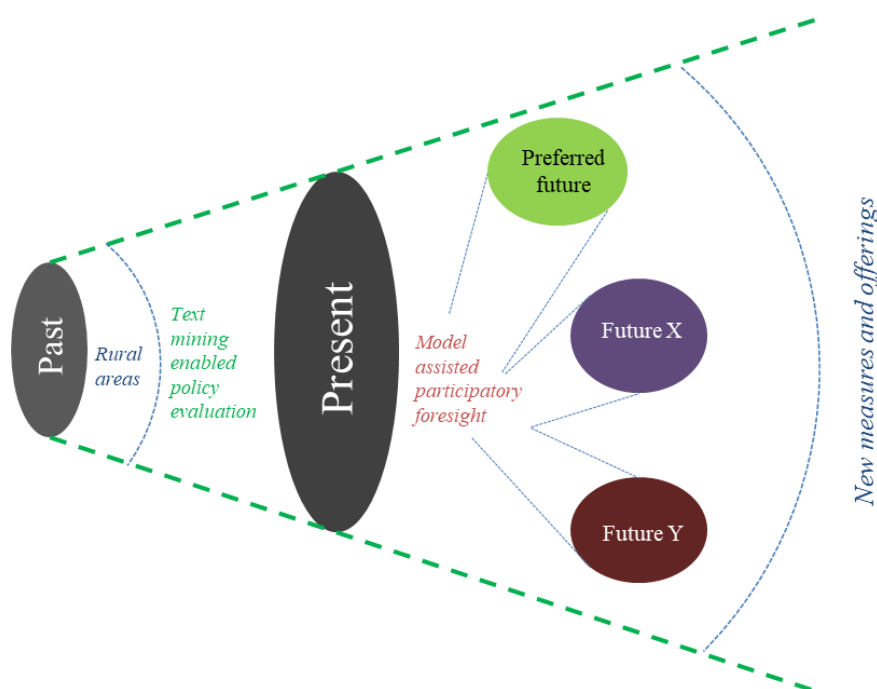 Past
Rural
areas
Text
mining
enabled
policy
evaluation
Present
Model
assisted
participatory
foresight
Preferred
future
Future X
Future Y
New measures and offerings